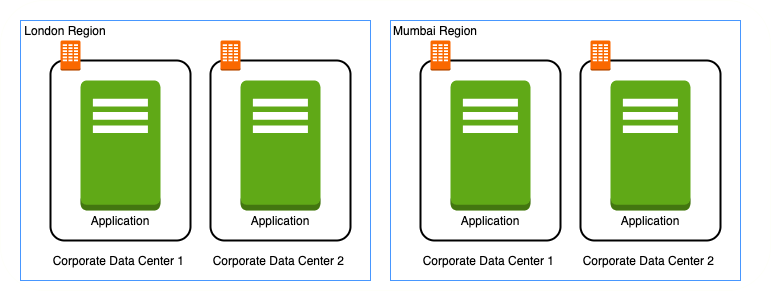 London Region
Application
Corporate Data Center 1
Application
Corporate Data Center 2
Mumbai Region
Application
Corporate Data Center 1
Application
Corporate Data Center 2